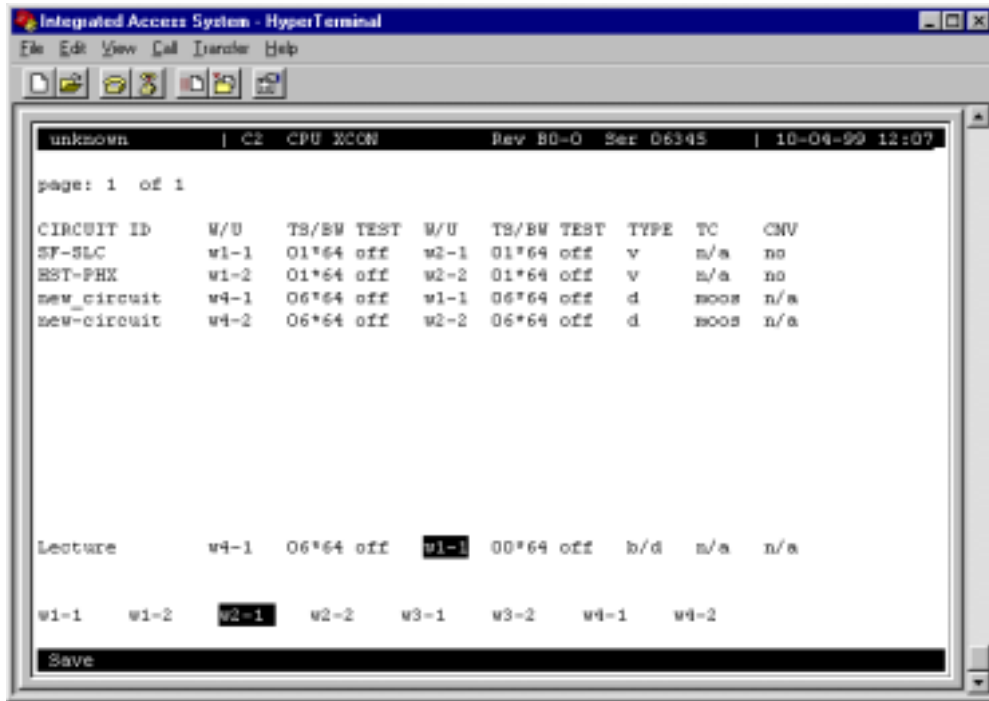 Integrated Access System - HyperTerminal
File Edit View Call Transfer Help
unknown | C2 CPU XCON Rev B0-0 Ser 06345 | 10-04-99 12:07
page: 1 of 1
CIRCUIT ID W/U TS/BW TEST W/U TS/BW TEST TYPE TC CNV
SF-SLC w1-1 01*64 off w2-1 01*64 off v n/a no
HST-PHX w1-2 01*64 off w2-2 01*64 off v n/a no
new_circuit w4-1 06*64 off w1-1 06*64 off d moos n/a
new-circuit w4-2 06*64 off w2-2 06*64 off d moos n/a
Lecture w4-1 06*64 off w1-1 00*64 off b/d n/a n/a
w1-1 w1-2 w2-1 w2-2 w3-1 w3-2 w4-1 w4-2
Save